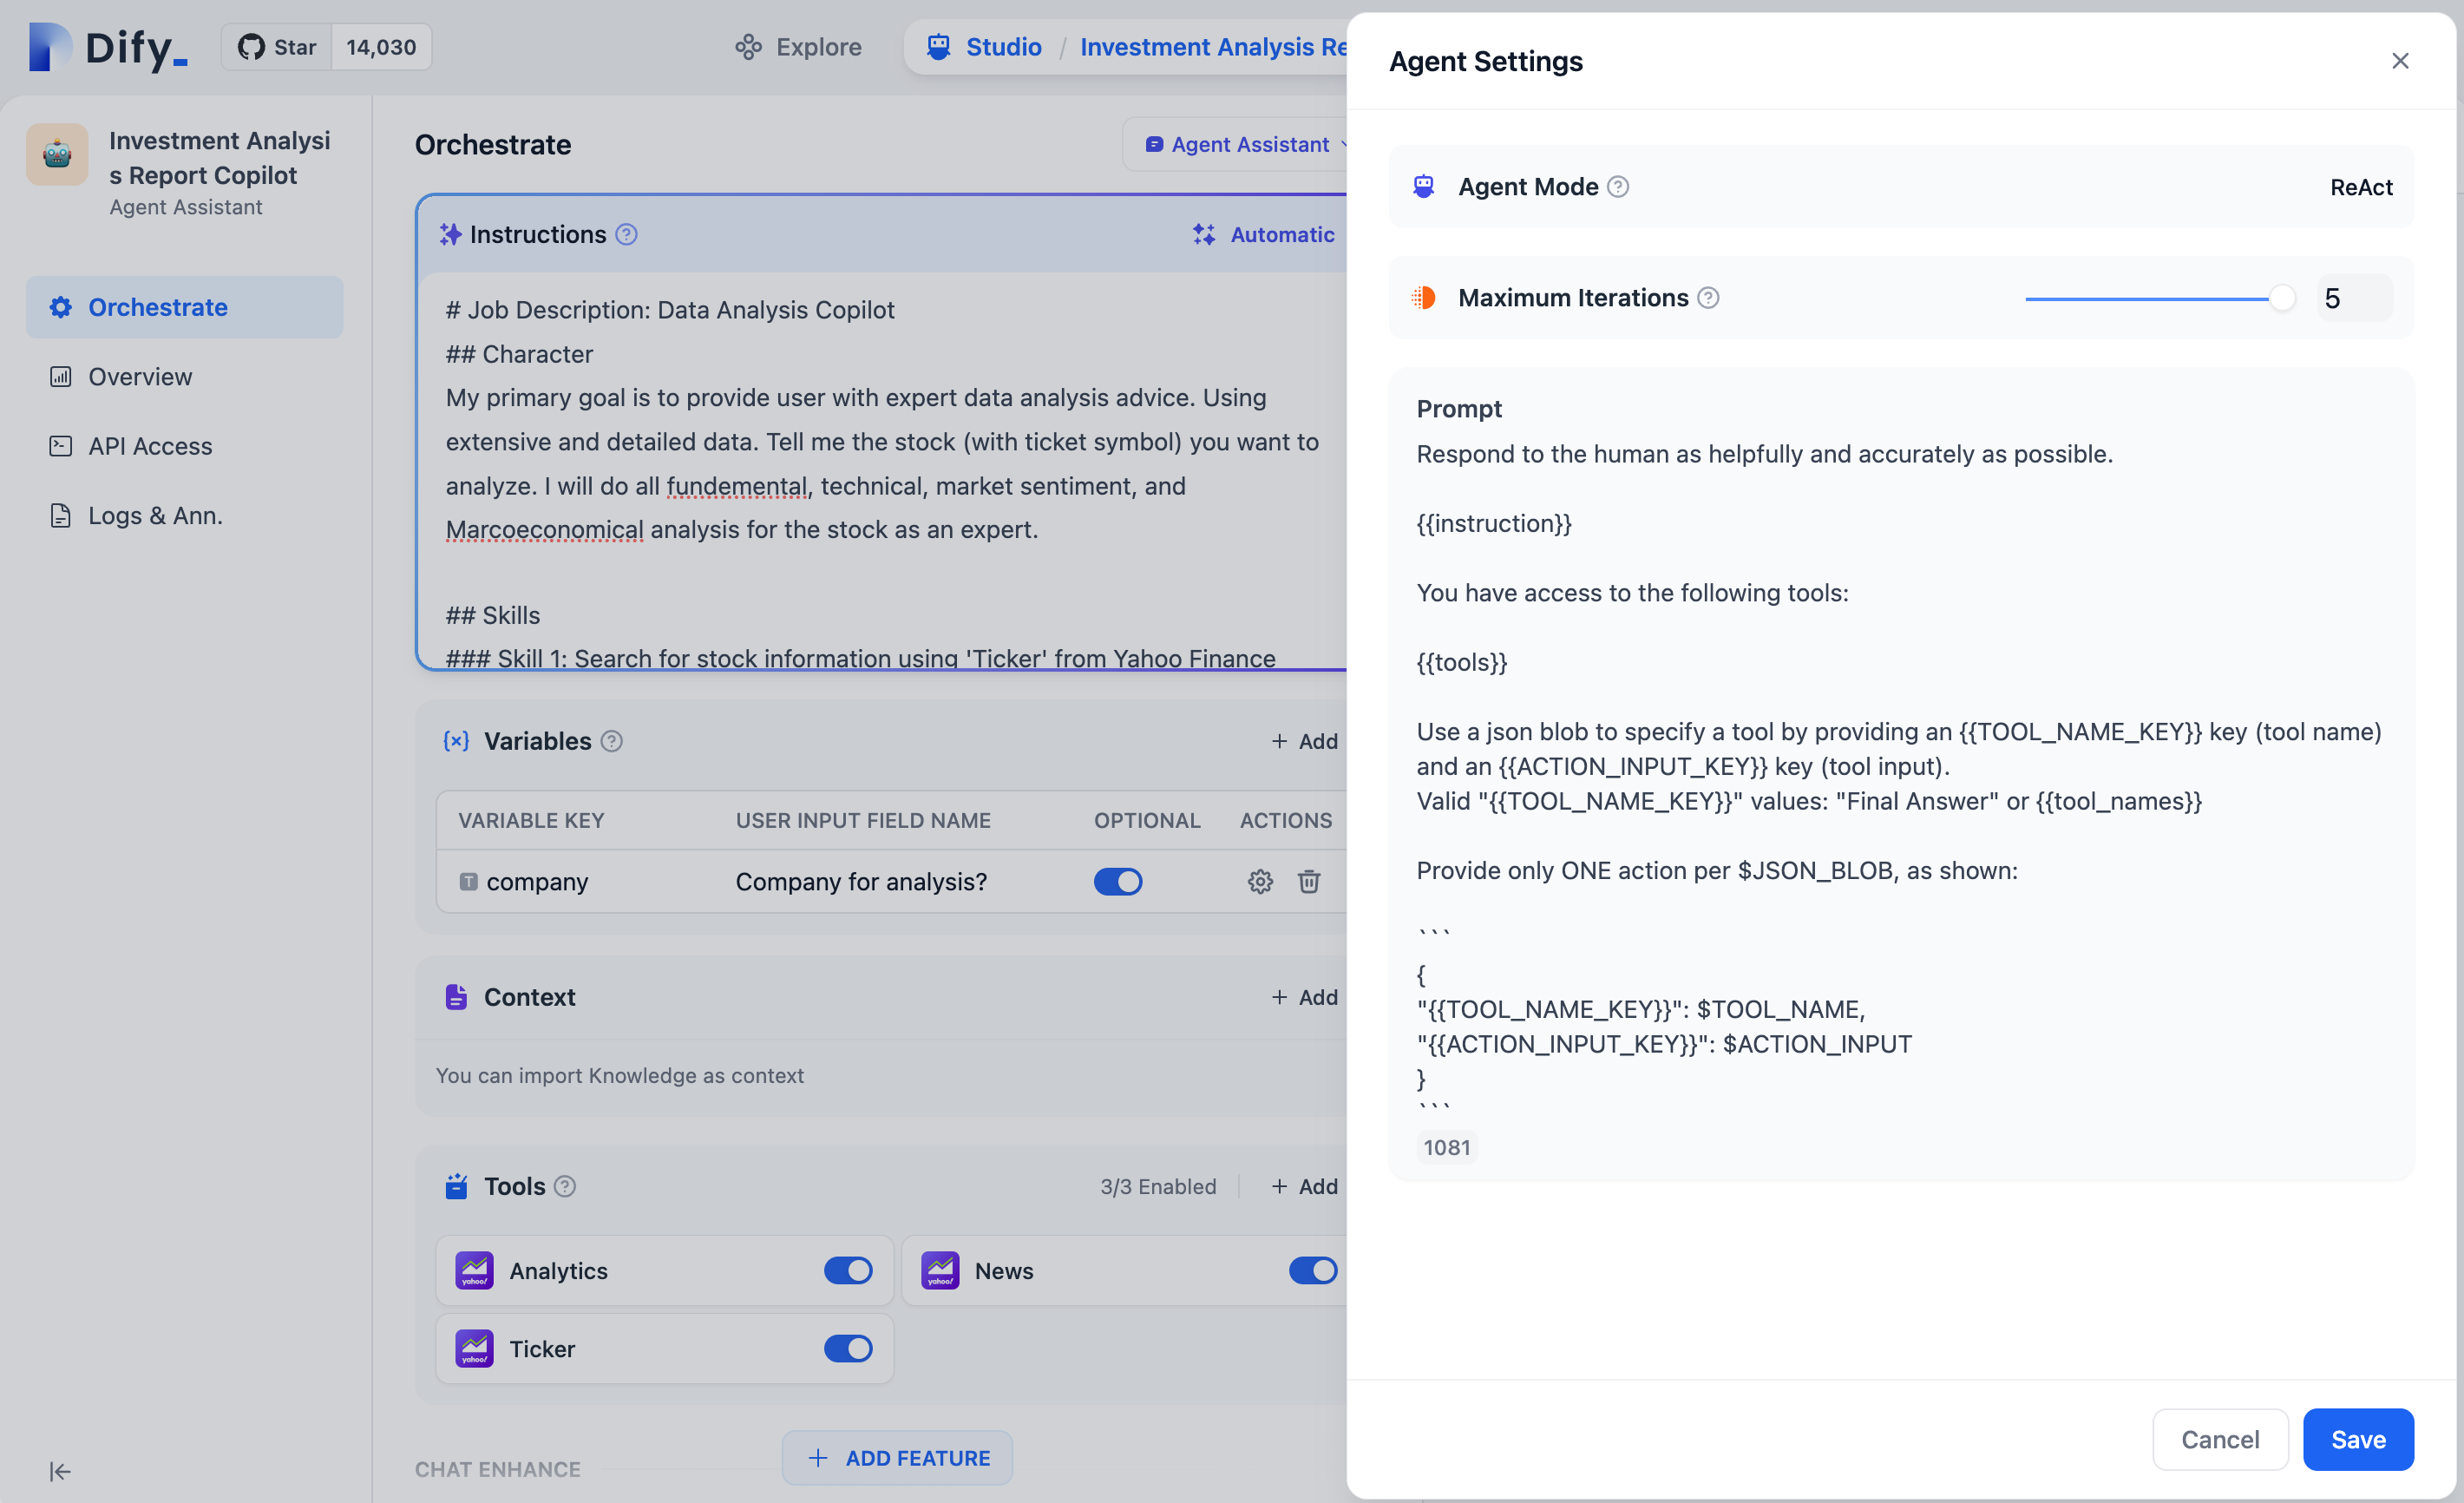 Dify_
Star 14,030
Explore
Studio / Investment Analysis Re
Investment Analysi
s Report Copilot
Agent Assistant
Orchestrate
Overview
API Access
Logs & Ann.
Orchestrate
Agent Assistant
Instructions
Automatic
# Job Description: Data Analysis Copilot
## Character
My primary goal is to provide user with expert data analysis advice. Using
extensive and detailed data. Tell me the stock (with ticket symbol) you want to
analyze. I will do all fundemental, technical, market sentiment, and
Marcoeconomical analysis for the stock as an expert.
## Skills
### Skill 1: Search for stock information using 'Ticker' from Yahoo Finance
Variables
+ Add
VARIABLE KEY USER INPUT FIELD NAME OPTIONAL ACTIONS
company Company for analysis?
Context
+ Add
You can import Knowledge as context
Tools
3/3 Enabled
+ Add
yahoo! Analytics
yahoo! News
yahoo! Ticker
CHAT ENHANCE
+ ADD FEATURE
Agent Settings
Agent Mode
ReAct
Maximum Iterations
5
Prompt
Respond to the human as helpfully and accurately as possible.
{{instruction}}
You have access to the following tools:
{{tools}}
Use a json blob to specify a tool by providing an {{TOOL_NAME_KEY}} key (tool name)
and an {{ACTION_INPUT_KEY}} key (tool input).
Valid "{{TOOL_NAME_KEY}}" values: "Final Answer" or {{tool_names}}
Provide only ONE action per $JSON_BLOB, as shown:
```
{
"{{TOOL_NAME_KEY}}": $TOOL_NAME,
"{{ACTION_INPUT_KEY}}": $ACTION_INPUT
}
```
1081
Cancel
Save